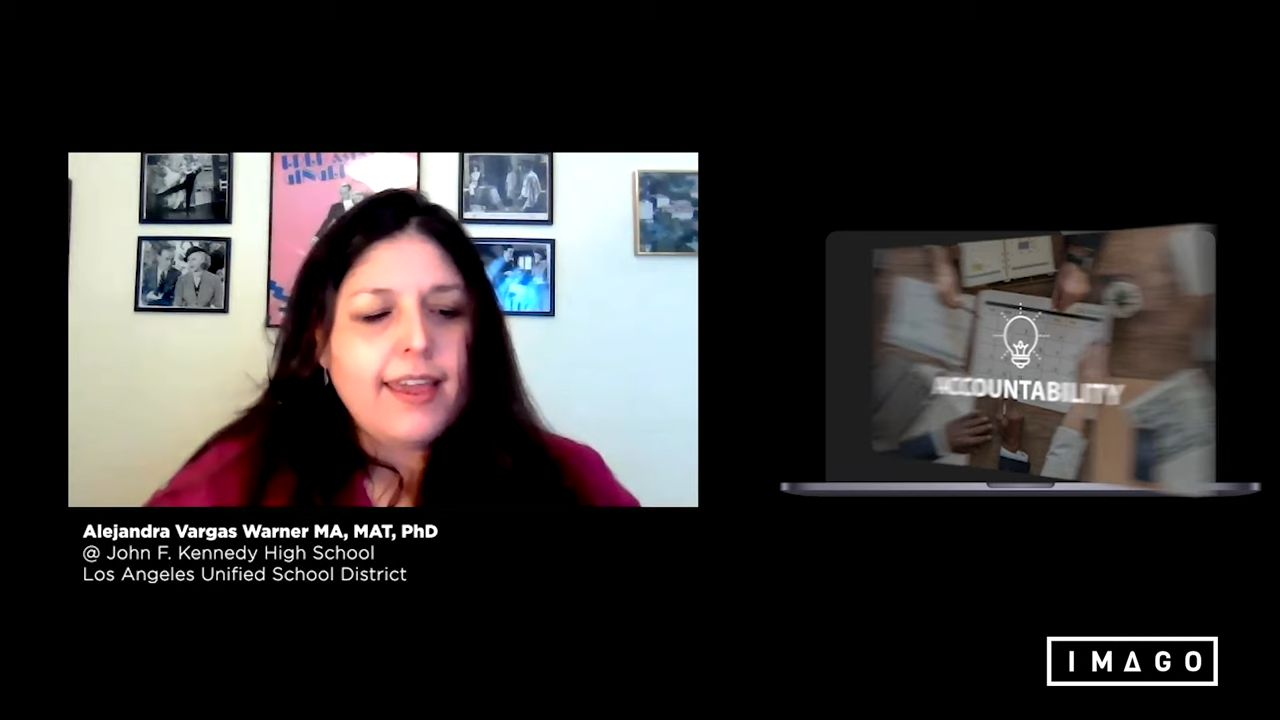 Alejandra Vargas Warner MA, MAT, PhD
@ John F. Kennedy High School
Los Angeles Unified School District
ACCOUNTABILITY
IMAGO